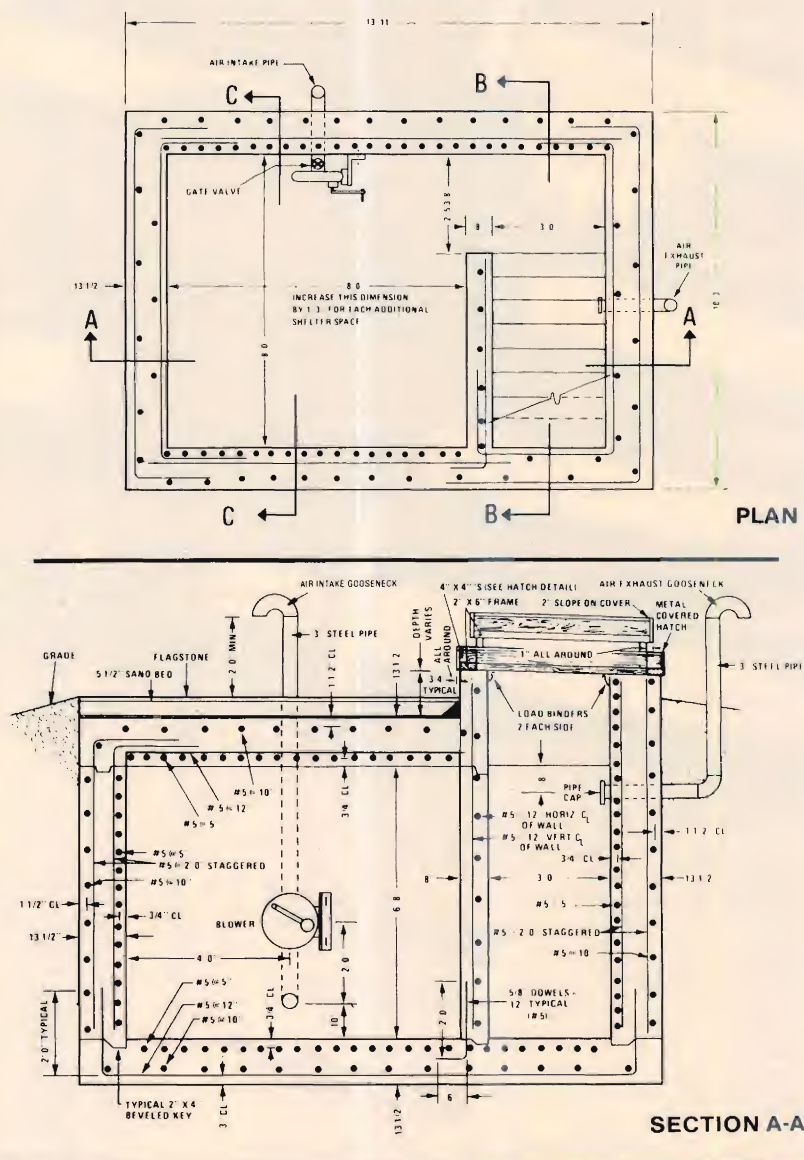 13 11
AIR INTAKE PIPE
C
B
GATE VALVE
2 53/8
8
3 0
AIR
EXHAUST
PIPE
13 1/2
8 0
INCREASE THIS DIMENSION
BY 1 3 FOR EACH ADDITIONAL
SHELTER SPACE
A
A
8 0
C
B
PLAN
AIR INTAKE GOOSENECK
4" X 4"'S (SEE HATCH DETAIL)
AIR EXHAUST GOOSENECK
2" X 6" FRAME
2" SLOPE ON COVER
METAL
COVERED
HATCH
2 0 MIN
3 STEEL PIPE
DEPTH
VARIES
ALL
AROUND
1" ALL AROUND
GRADE
FLAGSTONE
5 1/2" SAND BED
1 1/2 CL
13 1/2
3/4
TYPICAL
3 STEEL PIPE
LOAD BINDERS
2 EACH SIDE
8
PIPE
CAP
#5 @ 10"
#5 @ 12"
#5 @ 5"
3/4 CL
#5 12 HORIZ CL
OF WALL
#5 12 VERT CL
OF WALL
1 1/2 CL
3/4 CL
#5 @ 5"
#5 @ 2 0 STAGGERED
#5 @ 10"
1 1/2" CL
3/4" CL
13 1/2"
BLOWER
4 0
6 8
8
3 0
13 1/2
#5 5
#5 2 0 STAGGERED
#5 @ 10
2 0
10"
#5 @ 5"
#5 @ 12"
#5 @ 10"
3/4 CL
2 0
5/8 DOWELS -
12 TYPICAL
(#5)
2'0" TYPICAL
TYPICAL 2" X 4
BEVELED KEY
3" CL
13 1/2
6
SECTION A-A